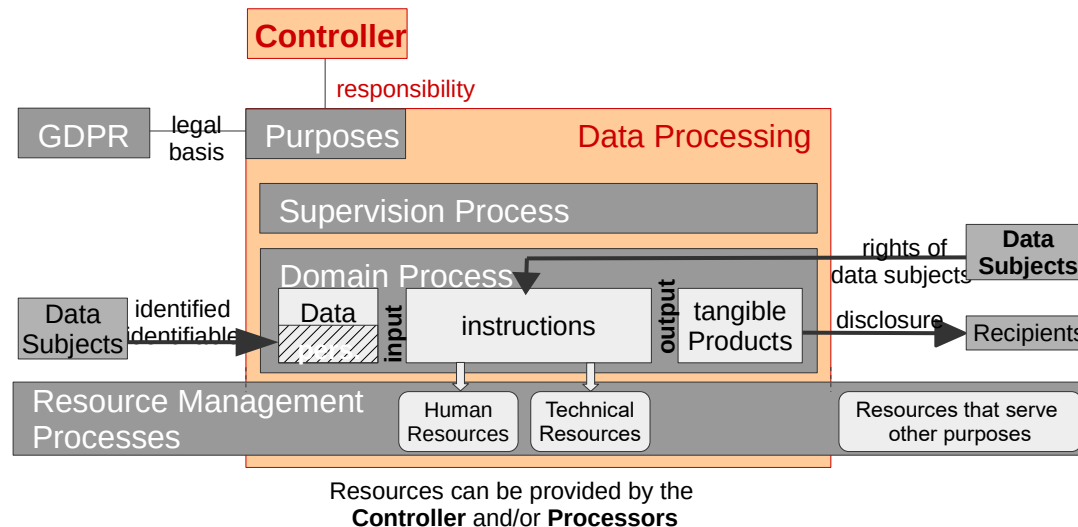 Controller
responsibility
GDPR
legal
basis
Purposes
Data Processing
Supervision Process
Domain Process
rights of
data subjects
Data
Subjects
Data
Subjects
identified
identifiable
Data
pers.
input
instructions
output
tangible
Products
disclosure
Recipients
Resource Management
Processes
Human
Resources
Technical
Resources
Resources that serve
other purposes
Resources can be provided by the
Controller and/or Processors